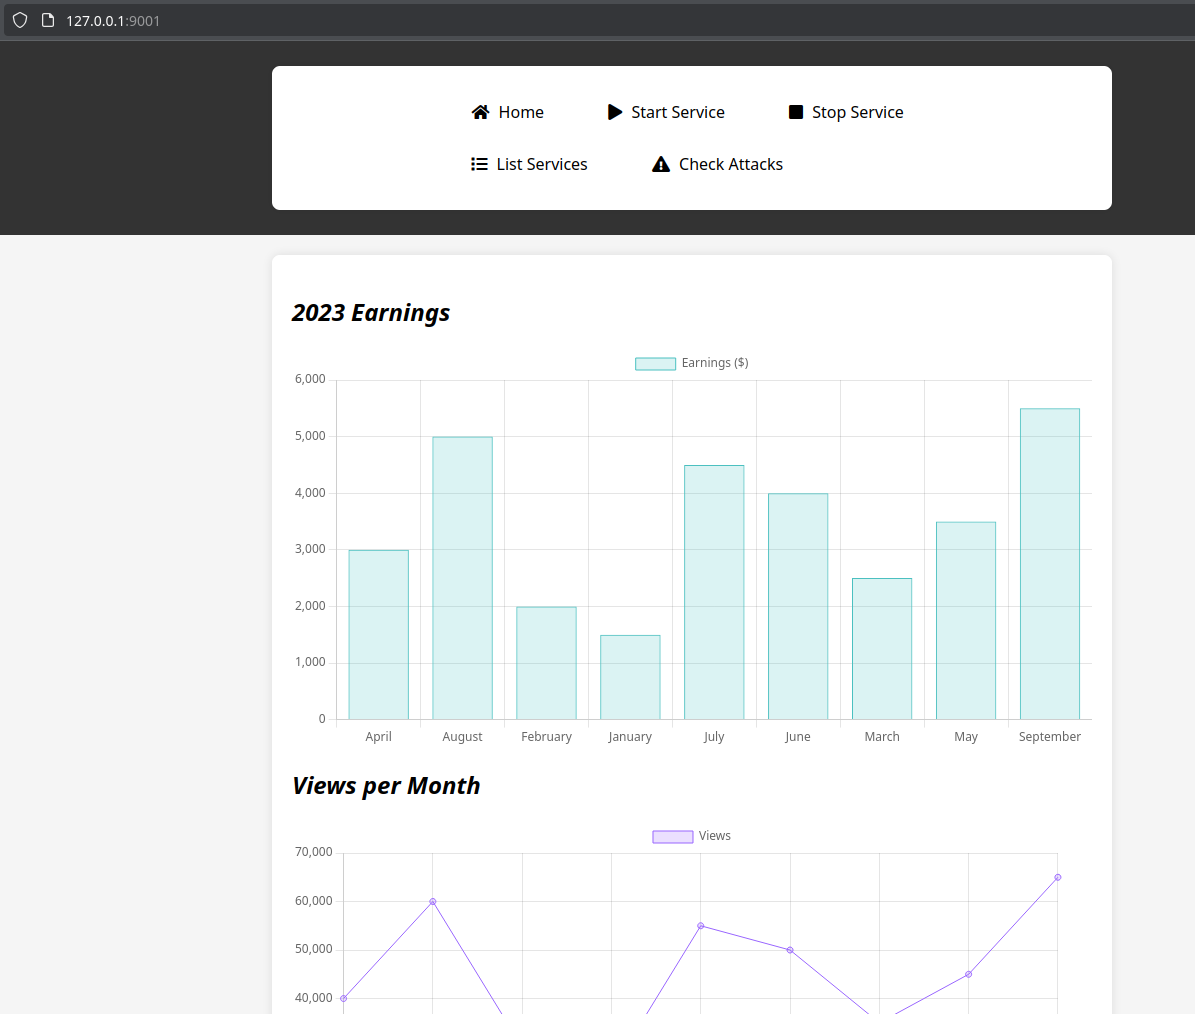 127.0.0.1:9001
Home Start Service Stop Service
List Services Check Attacks
2023 Earnings
Earnings ($)
6,000
5,000
4,000
3,000
2,000
1,000
0
April August February January July June March May September
Views per Month
Views
70,000
60,000
50,000
40,000